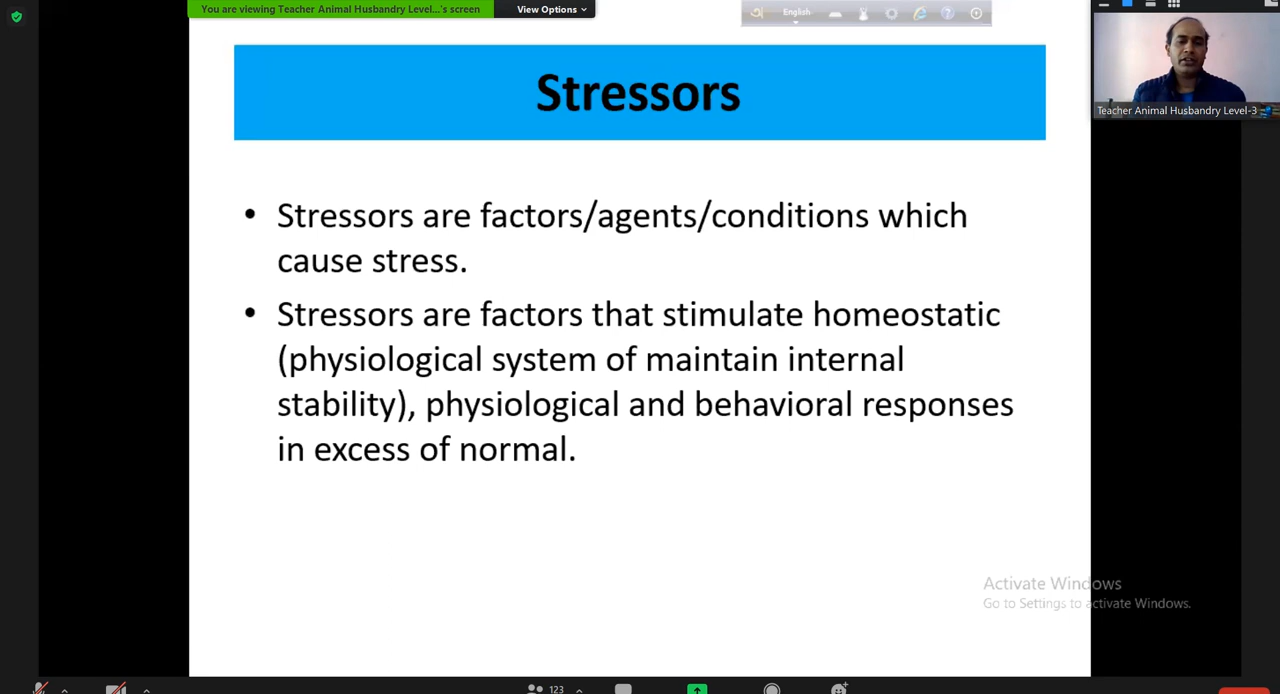 You are viewing Teacher Animal Husbandry Level...'s screen
View Options
English
Teacher Animal Husbandry Level-3
Stressors
• Stressors are factors/agents/conditions which
cause stress.
• Stressors are factors that stimulate homeostatic
(physiological system of maintain internal
stability), physiological and behavioral responses
in excess of normal.
Activate Windows
Go to Settings to activate Windows.
123